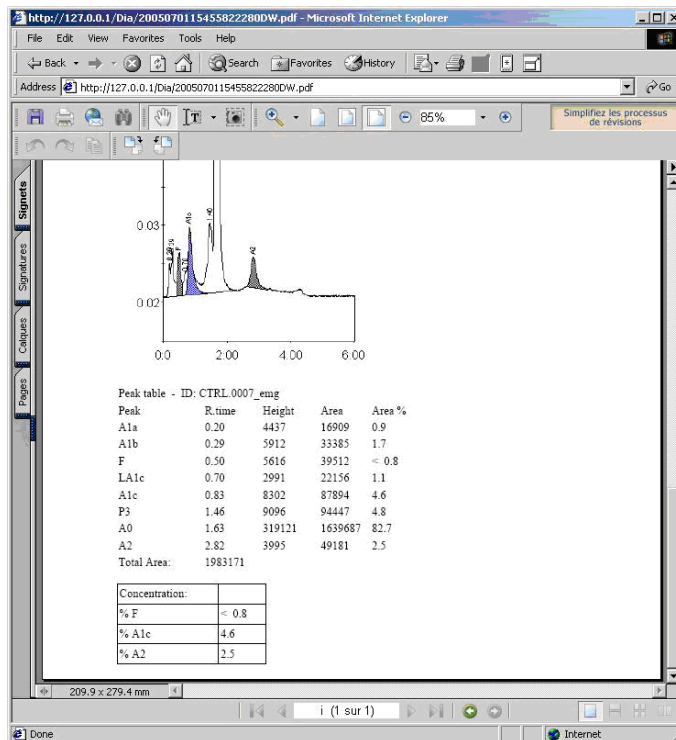 http://127.0.0.1/Dia/2005070115455822280DW.pdf - Microsoft Internet Explorer
File Edit View Favorites Tools Help
Back Search Favorites History
Address http://127.0.0.1/Dia/2005070115455822280DW.pdf Go
85% Simplifiez les processus
de révisions
Signets
Signatures
Calques
Pages
0.03
0.02
F
A1c
1.46
A2
0.0 2.00 4.00 6.00
Peak table - ID: CTRL.0007_emg
Peak R.time Height Area Area %
A1a 0.20 4437 16909 0.9
A1b 0.29 5912 33385 1.7
F 0.50 5616 39512 < 0.8
LA1c 0.70 2991 22156 1.1
A1c 0.83 8302 87894 4.6
P3 1.46 9096 94447 4.8
A0 1.63 319121 1639687 82.7
A2 2.82 3995 49181 2.5
Total Area: 1983171
Concentration:
% F < 0.8
% A1c 4.6
% A2 2.5
209.9 x 279.4 mm
i (1 sur 1)
Done Internet